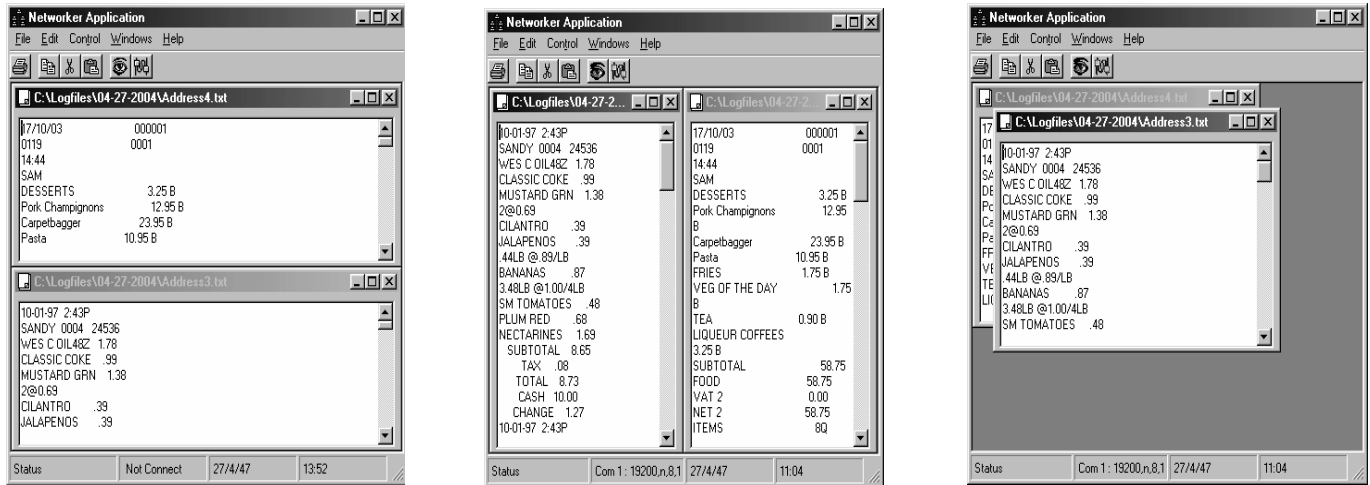 Networker Application
File Edit Control Windows Help
C:\Logfiles\04-27-2004\Address4.txt
17/10/03 000001
0119 0001
14:44
SAM
DESSERTS 3.25 B
Pork Champignons 12.95 B
Carpetbagger 23.95 B
Pasta 10.95 B
C:\Logfiles\04-27-2004\Address3.txt
10-01-97 2:43P
SANDY 0004 24536
WES C OIL48Z 1.78
CLASSIC COKE .99
MUSTARD GRN 1.38
2@0.69
CILANTRO .39
JALAPENOS .39
Status Not Connect 27/4/47 13:52
Networker Application
File Edit Control Windows Help
C:\Logfiles\04-27-2...
10-01-97 2:43P
SANDY 0004 24536
WES C OIL48Z 1.78
CLASSIC COKE .99
MUSTARD GRN 1.38
2@0.69
CILANTRO .39
JALAPENOS .39
.44LB @.89/LB
BANANAS .87
3.48LB @1.00/4LB
SM TOMATOES .48
PLUM RED .68
NECTARINES 1.69
SUBTOTAL 8.65
TAX .08
TOTAL 8.73
CASH 10.00
CHANGE 1.27
10-01-97 2:43P
C:\Logfiles\04-27-2...
17/10/03 000001
0119 0001
14:44
SAM
DESSERTS 3.25 B
Pork Champignons 12.95
B
Carpetbagger 23.95 B
Pasta 10.95 B
FRIES 1.75 B
VEG OF THE DAY 1.75
B
TEA 0.90 B
LIQUEUR COFFEES
3.25 B
SUBTOTAL 58.75
FOOD 58.75
VAT 2 0.00
NET 2 58.75
ITEMS 8Q
Status Com 1 : 19200,n,8,1 27/4/47 11:04
Networker Application
File Edit Control Windows Help
C:\Logfiles\04-27-2004\Address4.txt
17
01
14
SA
DE
Po
Ca
Pa
FF
VE
TE
LIC
C:\Logfiles\04-27-2004\Address3.txt
10-01-97 2:43P
SANDY 0004 24536
WES C OIL48Z 1.78
CLASSIC COKE .99
MUSTARD GRN 1.38
2@0.69
CILANTRO .39
JALAPENOS .39
.44LB @.89/LB
BANANAS .87
3.48LB @1.00/4LB
SM TOMATOES .48
Status Com 1 : 19200,n,8,1 27/4/47 11:04